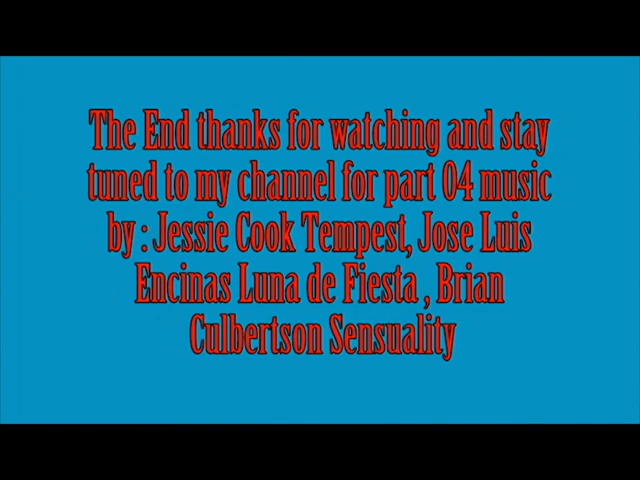 The End thanks for watching and stay
tuned to my channel for part 04 music
by : Jessie Cook Tempest, Jose Luis
Encinas Luna de Fiesta , Brian
Culbertson Sensuality